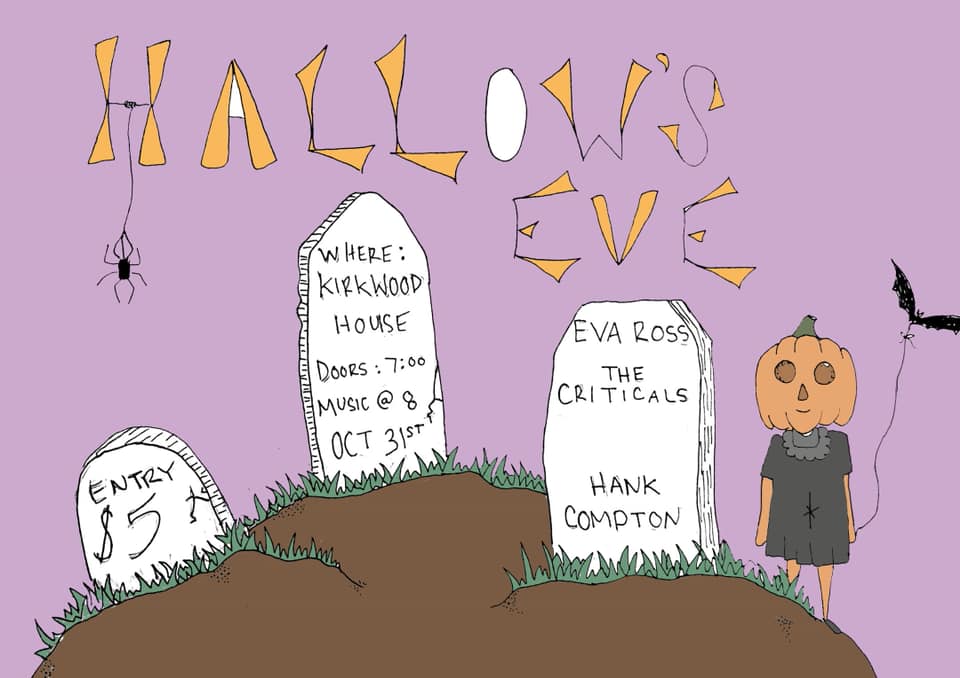 HALLOW'S
EVE
WHERE:
KIRKWOOD
HOUSE
DOORS: 7:00
MUSIC @ 8
OCT 31ST
EVA ROSS
THE
CRITICALS
HANK
COMPTON
ENTRY
$5